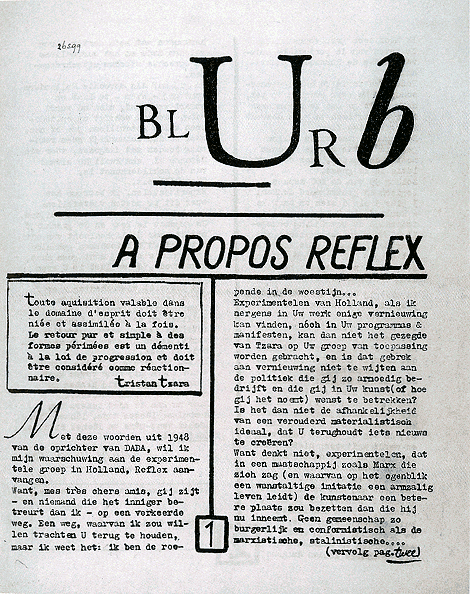 26599
BLURb
A PROPOS REFLEX
toute aquisition valable dans
le domaine d'esprit doit être
niée et assimilée à la fois.
Le retour pur et simple à des
formes périmées est un démenti
à la loi de progression et doit
être considéré comme réaction-
naire. tristan tzara
Met deze woorden uit 1948
van de oprichter van DADA, wil ik
mijn waarschuwing aan de experimen-
tele groep in Holland, Reflex aan-
vangen.
Want, mes très chers amis, gij zijt
- en niemand die het inniger be-
treurt dan ik - op een verkeerde
weg. Een weg, waarvan ik zou wil-
len trachten U terug te houden,
maar ik weet het: ik ben de roe-
1
pende in de woestijn...
Experimentelen van Holland, als ik
nergens in Uw werk enige vernieuwing
kan vinden, nóch in Uw programma &
manifesten, kan dan niet het gezegde
van Tzara op Uw groep van toepassing
worden gebracht, en is dat gebrek
aan vernieuwing niet te wijten aan
de politiek die gij zo armoedig be-
drijft en die gij in Uw kunst(of hoe
gij het noemt) wenst te betrekken?
Is het dan niet de afhankelijkheid
van een verouderd materialistisch
ideaal, dat U terughoudt iets nieuws
te creëren?
Want denkt niet, experimentelen, dat
in een maatschappij zoals Marx die
zich zag (en waarvan op het ogenblik
een wanstaltige imitatie een armzalig
leven leidt) de kunstenaar een bete-
re plaats zou bezetten dan die hij
nu inneemt. Geen gemeenschap zo
burgerlijk en conformistisch als de
marxistische, stalinistische....
(vervolg pag. twee)